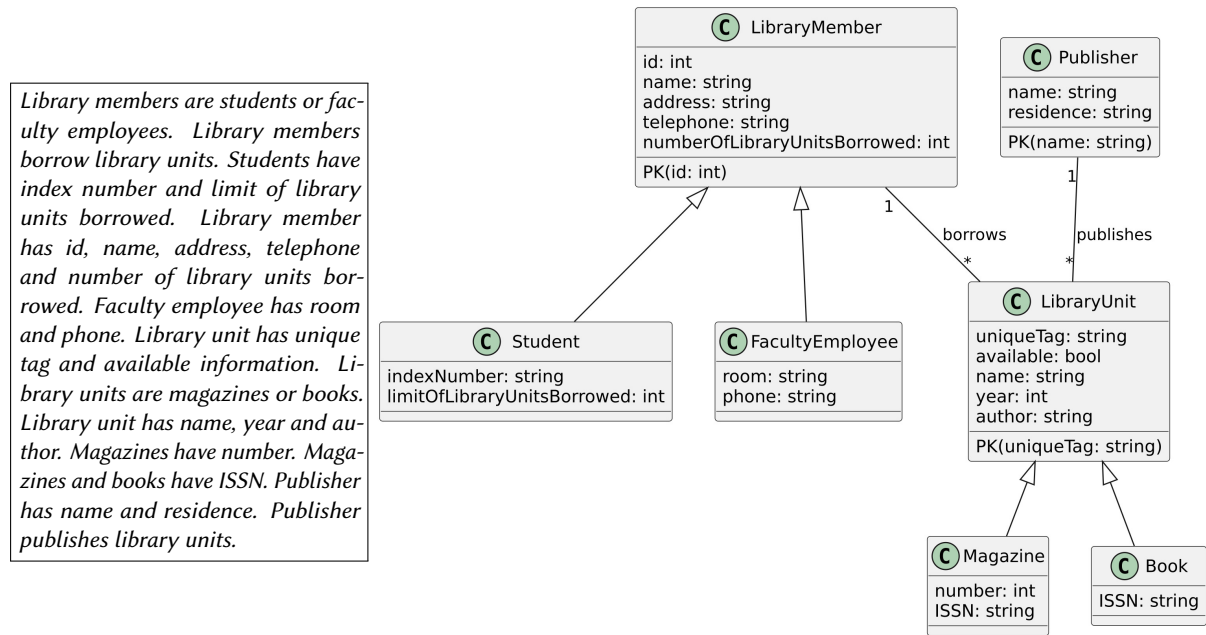 Library members are students or fac-
ulty employees. Library members
borrow library units. Students have
index number and limit of library
units borrowed. Library member
has id, name, address, telephone
and number of library units bor-
rowed. Faculty employee has room
and phone. Library unit has unique
tag and available information. Li-
brary units are magazines or books.
Library unit has name, year and au-
thor. Magazines have number. Maga-
zines and books have ISSN. Publisher
has name and residence. Publisher
publishes library units.
C LibraryMember
id: int
name: string
address: string
telephone: string
numberOfLibraryUnitsBorrowed: int
PK(id: int)
C Publisher
name: string
residence: string
PK(name: string)
1
1
borrows
publishes
*
*
C Student
indexNumber: string
limitOfLibraryUnitsBorrowed: int
C FacultyEmployee
room: string
phone: string
C LibraryUnit
uniqueTag: string
available: bool
name: string
year: int
author: string
PK(uniqueTag: string)
C Magazine
number: int
ISSN: string
C Book
ISSN: string